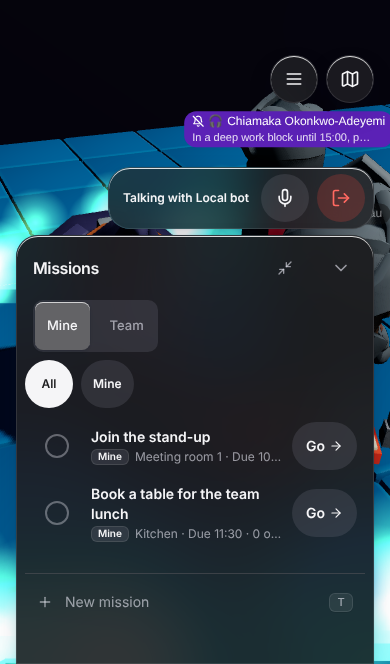 🎧 Chiamaka Okonkwo-Adeyemi
In a deep work block until 15:00, p…
Talking with Local bot
Missions
Mine Team
All Mine
Join the stand-up
Mine Meeting room 1 · Due 10… Go →
Book a table for the team
lunch
Mine Kitchen · Due 11:30 · 0 o… Go →
+ New mission T